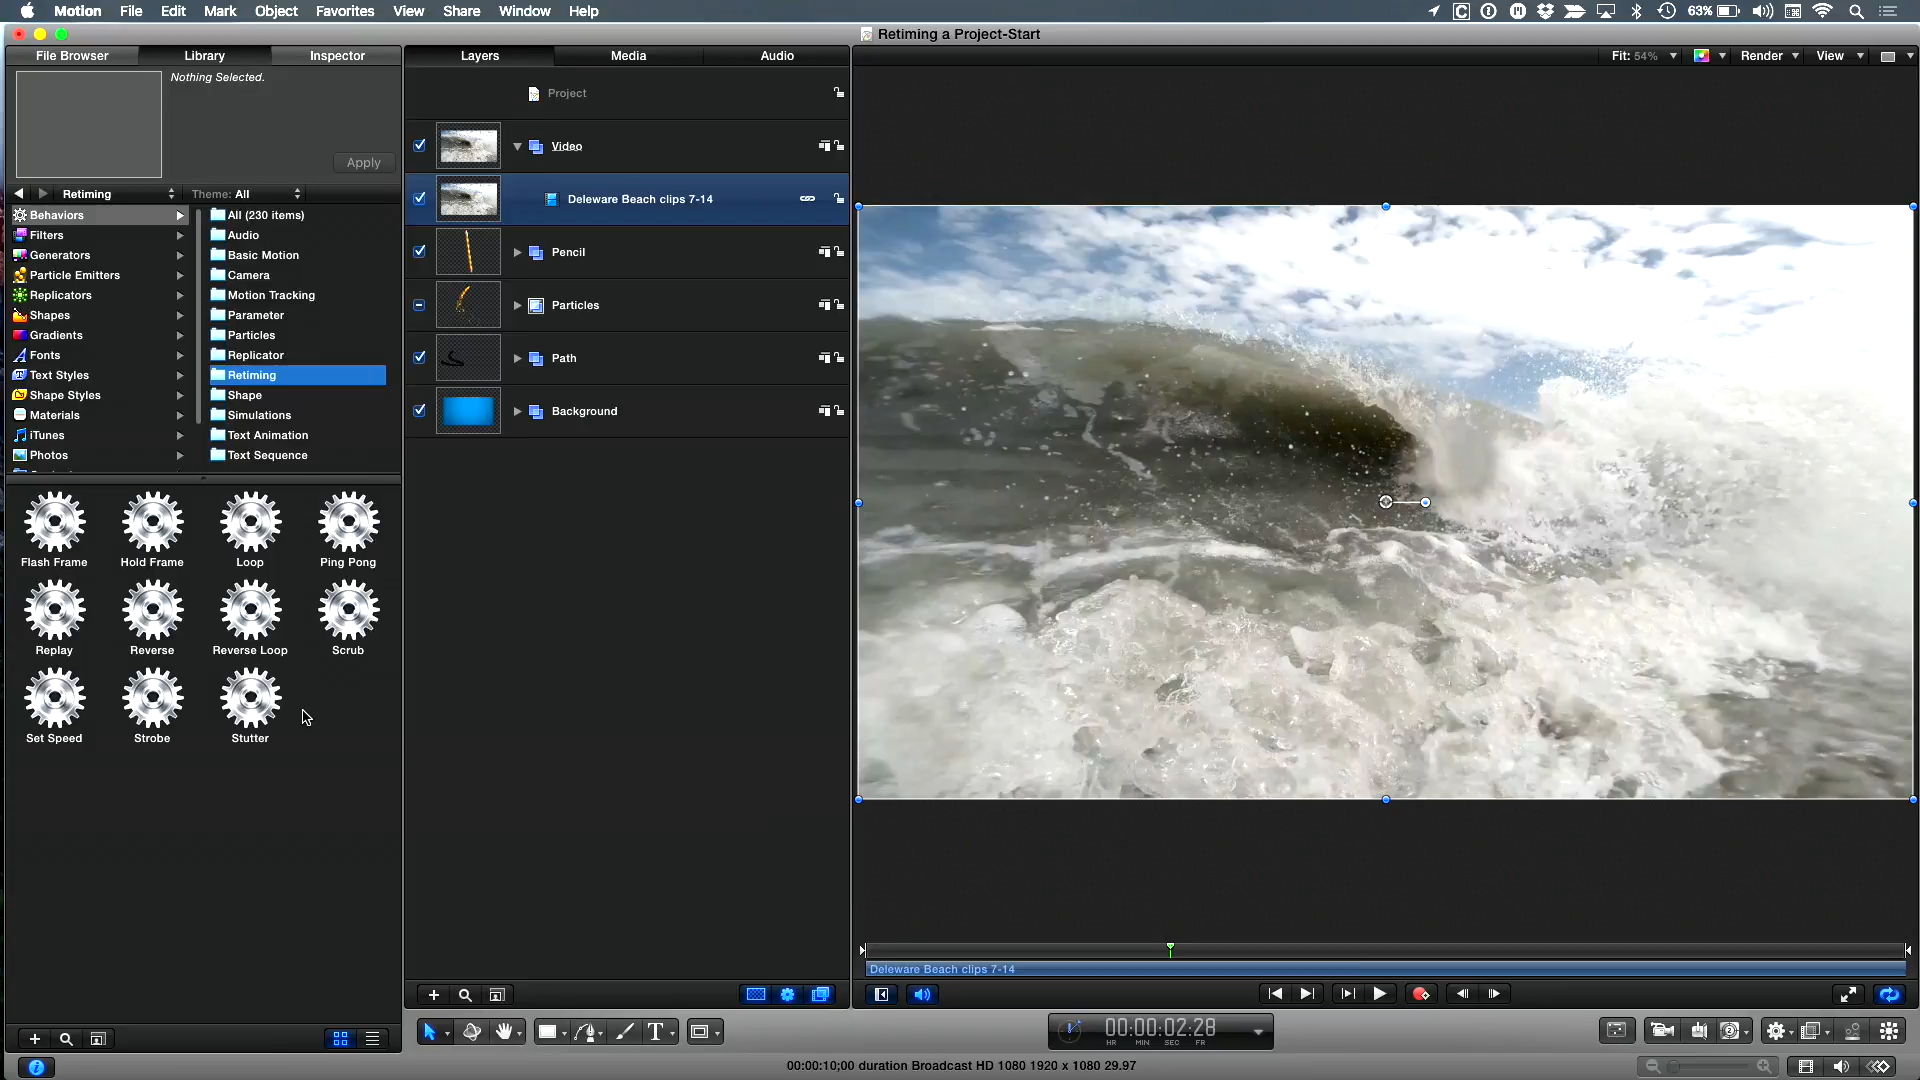 Motion File Edit Mark Object Favorites View Share Window Help 63%
Retiming a Project-Start
File Browser Library Inspector Layers Media Audio Fit: 54% Render View
Nothing Selected.
Apply
Retiming Theme: All
Behaviors
Filters
Generators
Particle Emitters
Replicators
Shapes
Gradients
Fonts
Text Styles
Shape Styles
Materials
iTunes
Photos
All (230 items)
Audio
Basic Motion
Camera
Motion Tracking
Parameter
Particles
Replicator
Retiming
Shape
Simulations
Text Animation
Text Sequence
Flash Frame Hold Frame Loop Ping Pong
Replay Reverse Reverse Loop Scrub
Set Speed Strobe Stutter
Project
Video
Deleware Beach clips 7-14
Pencil
Particles
Path
Background
Deleware Beach clips 7-14
00:00:02:28
HR MIN SEC FR
00:00:10;00 duration Broadcast HD 1080 1920 x 1080 29.97